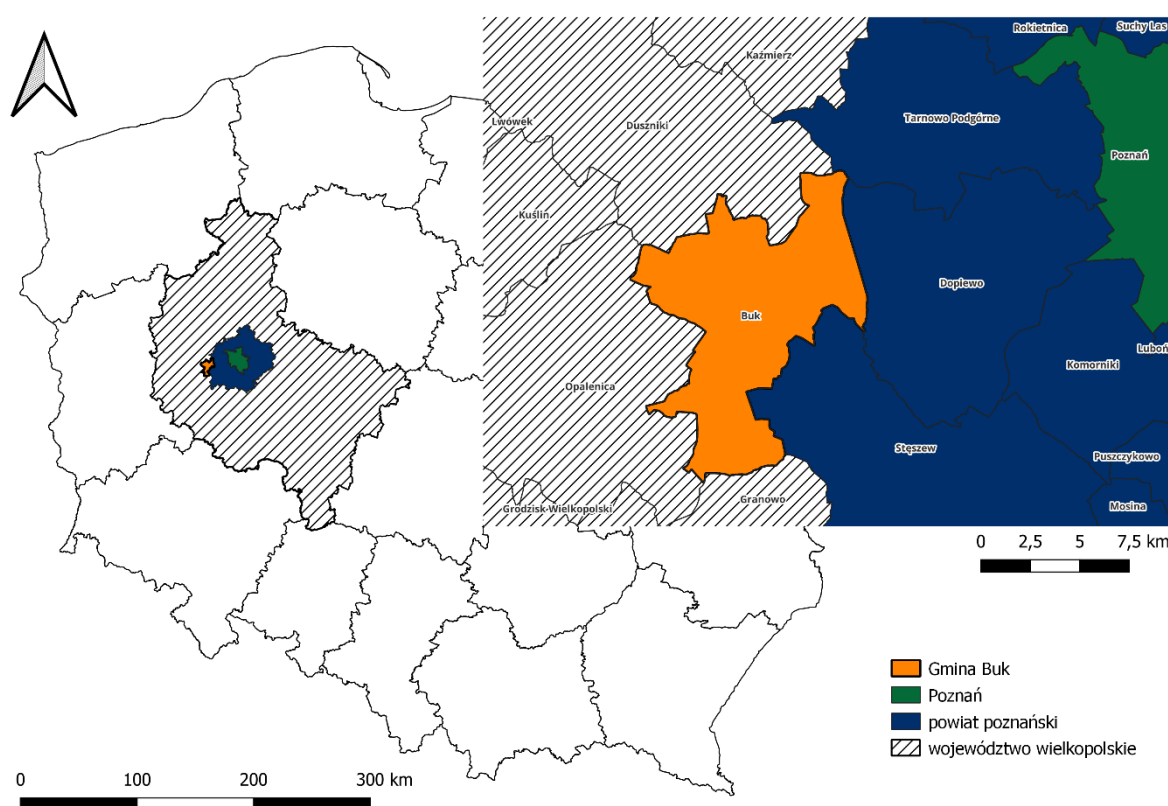 Rokietnica
Suchy Las
Kaźmierz
Lwówek
Duszniki
Tarnowo Podgórne
Poznań
Kuślin
Dopiewo
Buk
Luboń
Komorniki
Opalenica
Stęszew
Puszczykowo
Granowo
Mosina
Grodzisk Wielkopolski
0 2,5 5 7,5 km
Gmina Buk
Poznań
powiat poznański
województwo wielkopolskie
0 100 200 300 km